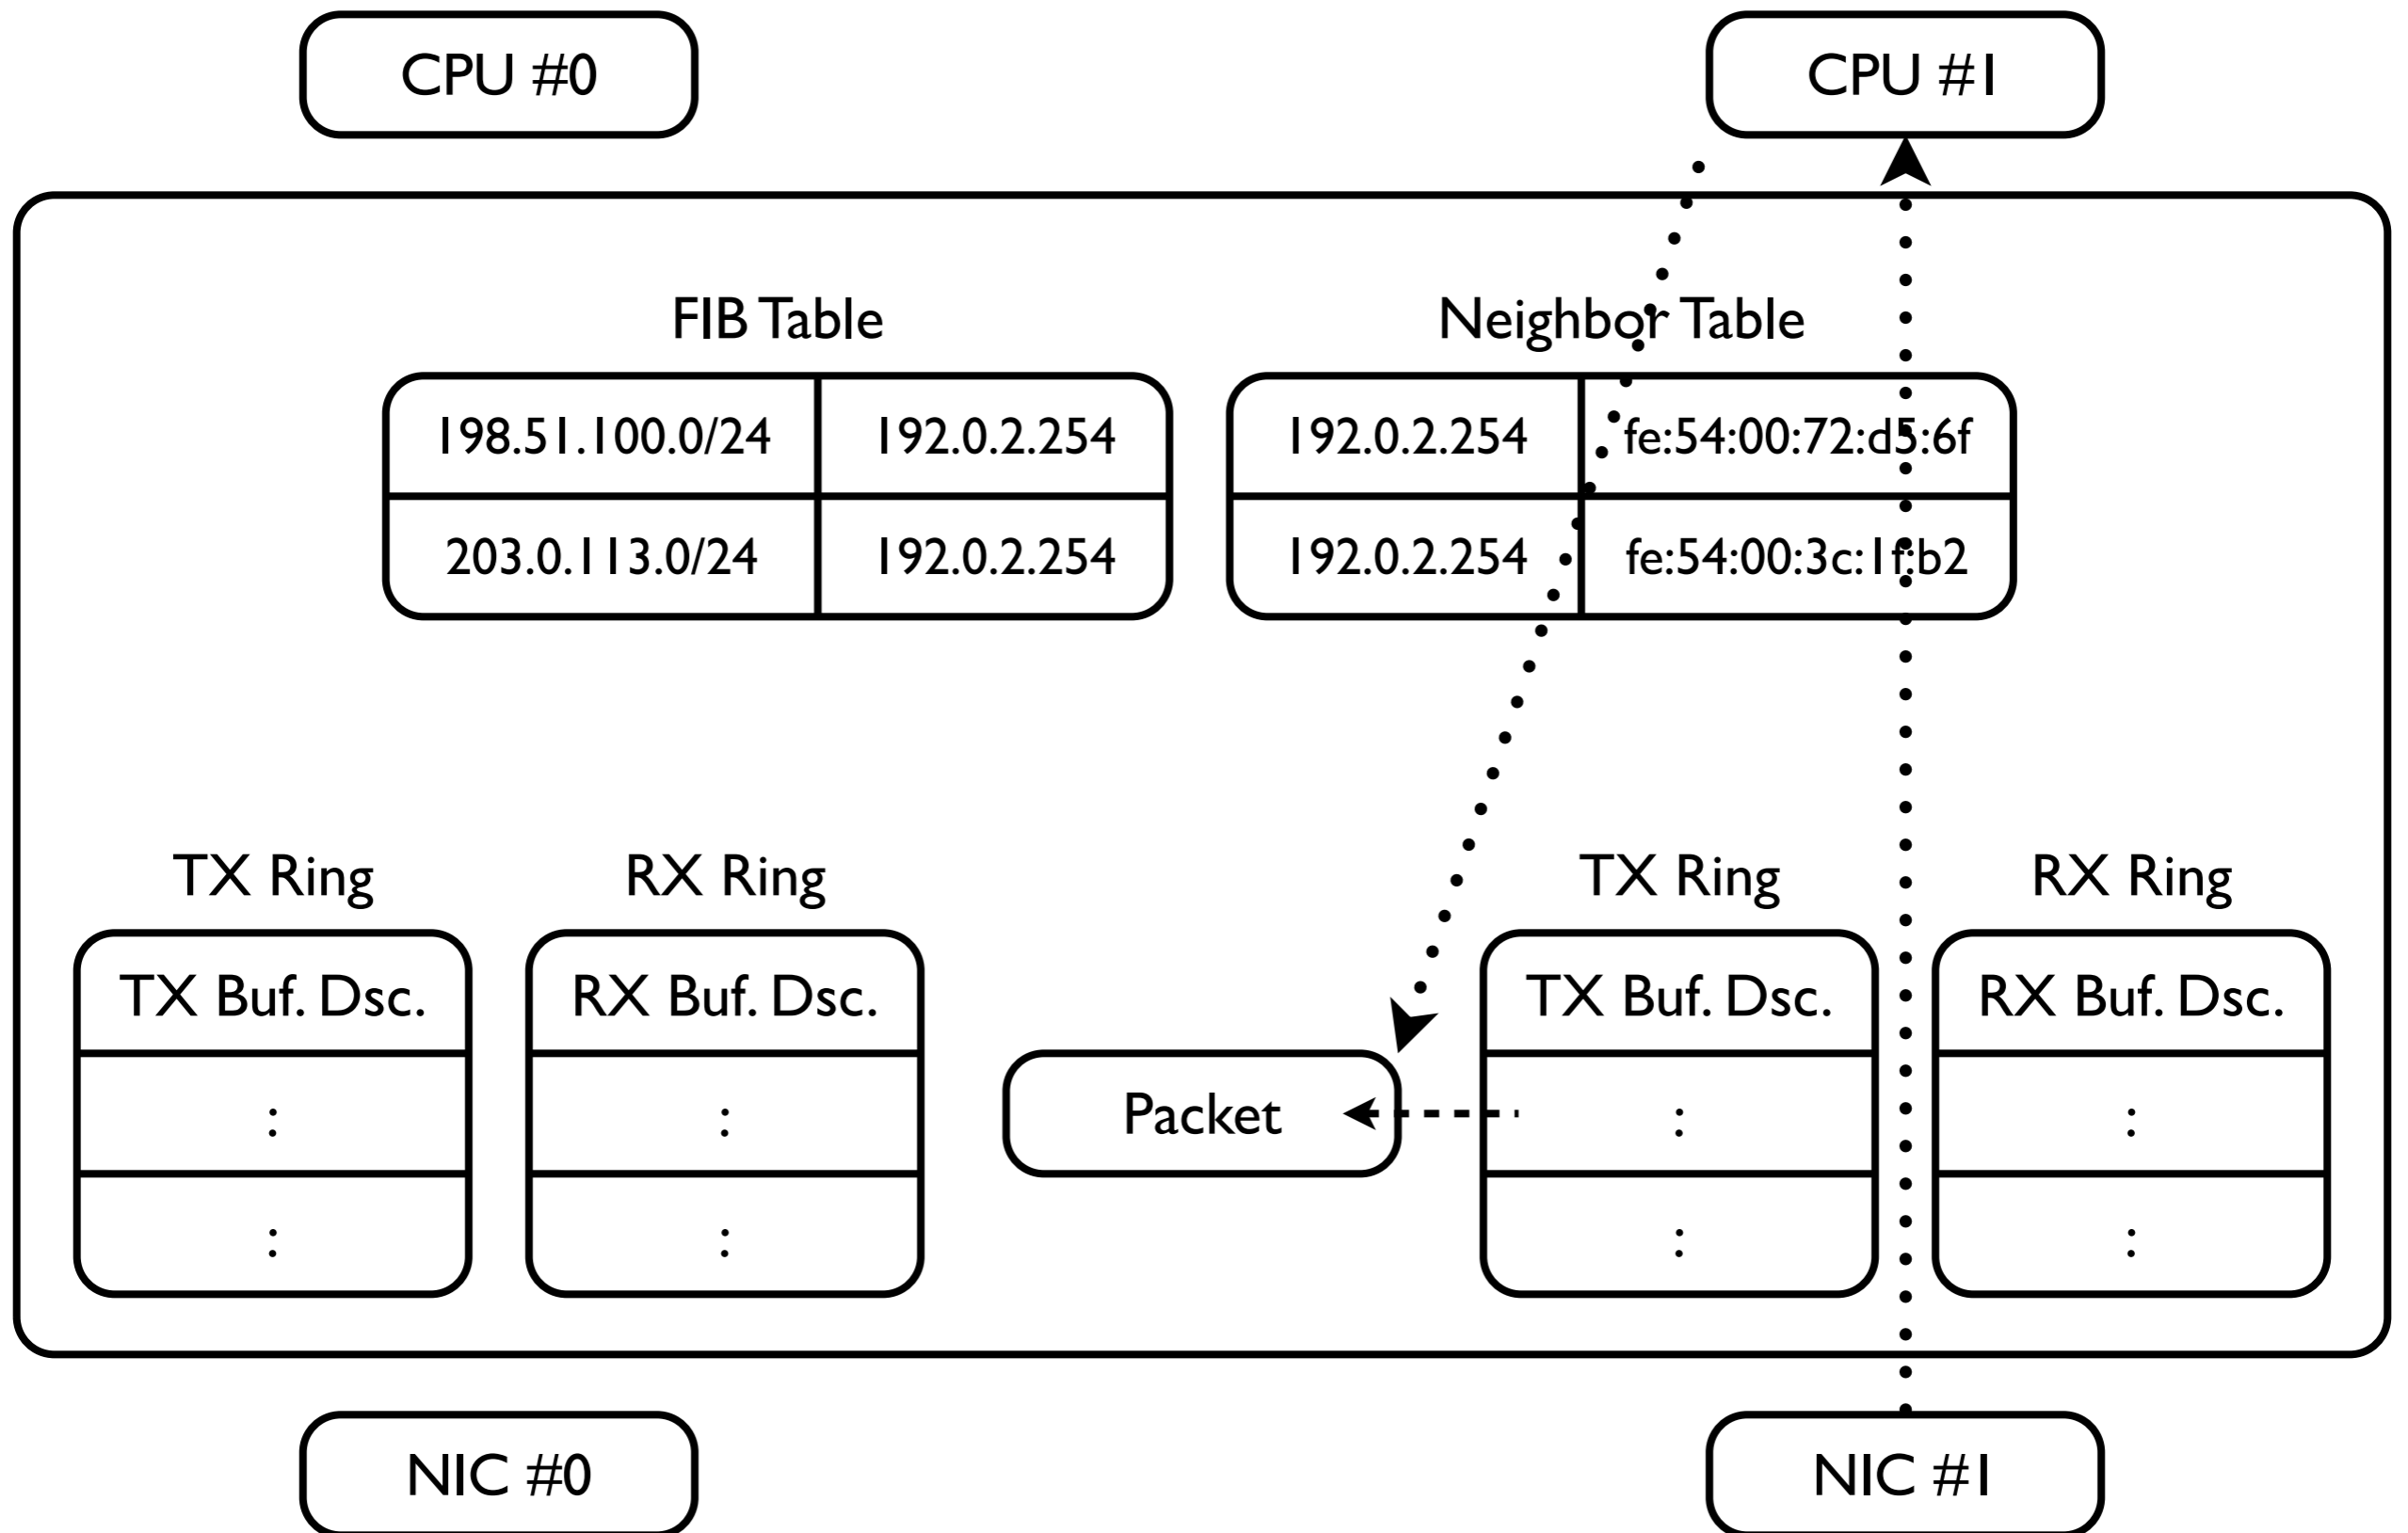 CPU #0 CPU #1
FIB Table Neighbor Table
198.51.100.0/24 192.0.2.254 192.0.2.254 fe:54:00:72:d5:6f
203.0.113.0/24 192.0.2.254 192.0.2.254 fe:54:00:3c:1f:b2
TX Ring RX Ring TX Ring RX Ring
TX Buf. Dsc. RX Buf. Dsc. TX Buf. Dsc. RX Buf. Dsc.
: : Packet : :
: : : :
NIC #0 NIC #1